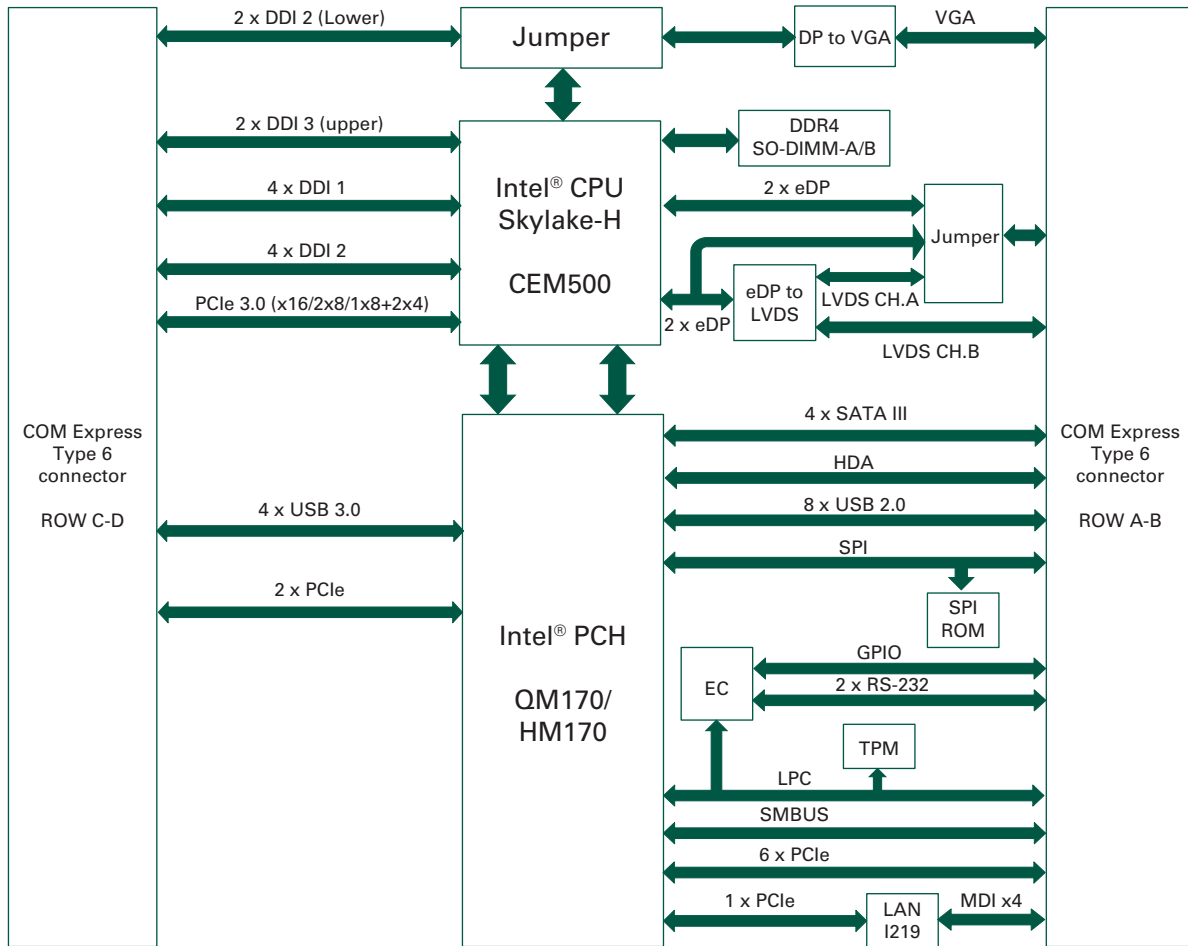 2 x DDI 2 (Lower)
Jumper
DP to VGA
VGA
2 x DDI 3 (upper)
DDR4
SO-DIMM-A/B
4 x DDI 1
Intel® CPU
Skylake-H
CEM500
2 x eDP
Jumper
4 x DDI 2
eDP to
LVDS
LVDS CH.A
PCIe 3.0 (x16/2x8/1x8+2x4)
2 x eDP
LVDS CH.B
COM Express
Type 6
connector
ROW C-D
4 x SATA III
COM Express
Type 6
connector
ROW A-B
HDA
4 x USB 3.0
8 x USB 2.0
SPI
2 x PCIe
SPI
ROM
Intel® PCH
QM170/
HM170
GPIO
EC
2 x RS-232
TPM
LPC
SMBUS
6 x PCIe
1 x PCIe
LAN
I219
MDI x4